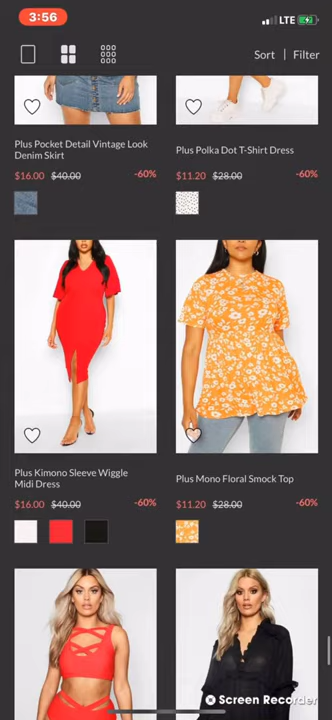 3:56
LTE
Sort | Filter
Plus Pocket Detail Vintage Look
Denim Skirt
$16.00 $40.00 -60%
Plus Polka Dot T-Shirt Dress
$11.20 $28.00 -60%
Plus Kimono Sleeve Wiggle
Midi Dress
$16.00 $40.00 -60%
Plus Mono Floral Smock Top
$11.20 $28.00 -60%
Screen Recorder